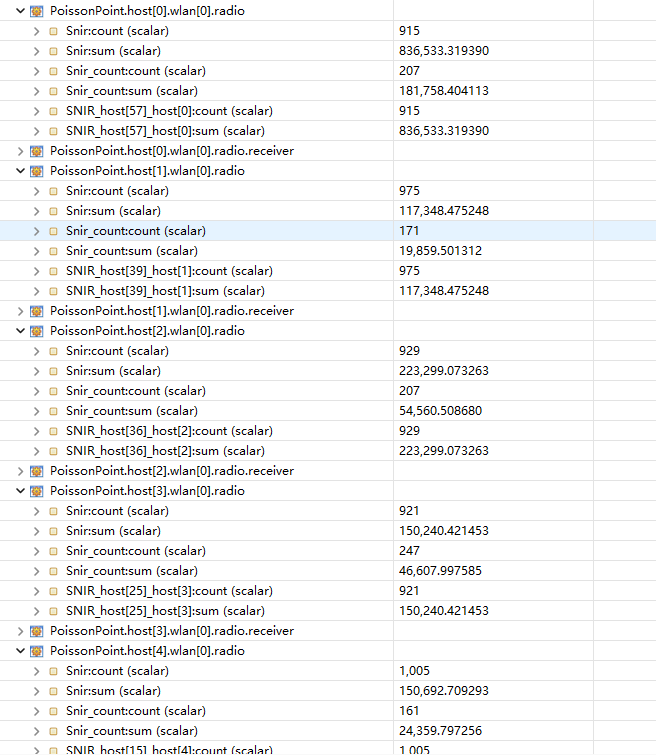 PoissonPoint.host[0].wlan[0].radio
Snir:count (scalar) 915
Snir:sum (scalar) 836,533.319390
Snir_count:count (scalar) 207
Snir_count:sum (scalar) 181,758.404113
SNIR_host[57]_host[0]:count (scalar) 915
SNIR_host[57]_host[0]:sum (scalar) 836,533.319390
PoissonPoint.host[0].wlan[0].radio.receiver
PoissonPoint.host[1].wlan[0].radio
Snir:count (scalar) 975
Snir:sum (scalar) 117,348.475248
Snir_count:count (scalar) 171
Snir_count:sum (scalar) 19,859.501312
SNIR_host[39]_host[1]:count (scalar) 975
SNIR_host[39]_host[1]:sum (scalar) 117,348.475248
PoissonPoint.host[1].wlan[0].radio.receiver
PoissonPoint.host[2].wlan[0].radio
Snir:count (scalar) 929
Snir:sum (scalar) 223,299.073263
Snir_count:count (scalar) 207
Snir_count:sum (scalar) 54,560.508680
SNIR_host[36]_host[2]:count (scalar) 929
SNIR_host[36]_host[2]:sum (scalar) 223,299.073263
PoissonPoint.host[2].wlan[0].radio.receiver
PoissonPoint.host[3].wlan[0].radio
Snir:count (scalar) 921
Snir:sum (scalar) 150,240.421453
Snir_count:count (scalar) 247
Snir_count:sum (scalar) 46,607.997585
SNIR_host[25]_host[3]:count (scalar) 921
SNIR_host[25]_host[3]:sum (scalar) 150,240.421453
PoissonPoint.host[3].wlan[0].radio.receiver
PoissonPoint.host[4].wlan[0].radio
Snir:count (scalar) 1,005
Snir:sum (scalar) 150,692.709293
Snir_count:count (scalar) 161
Snir_count:sum (scalar) 24,359.797256
SNIR_host[15]_host[4]:count (scalar) 1,005